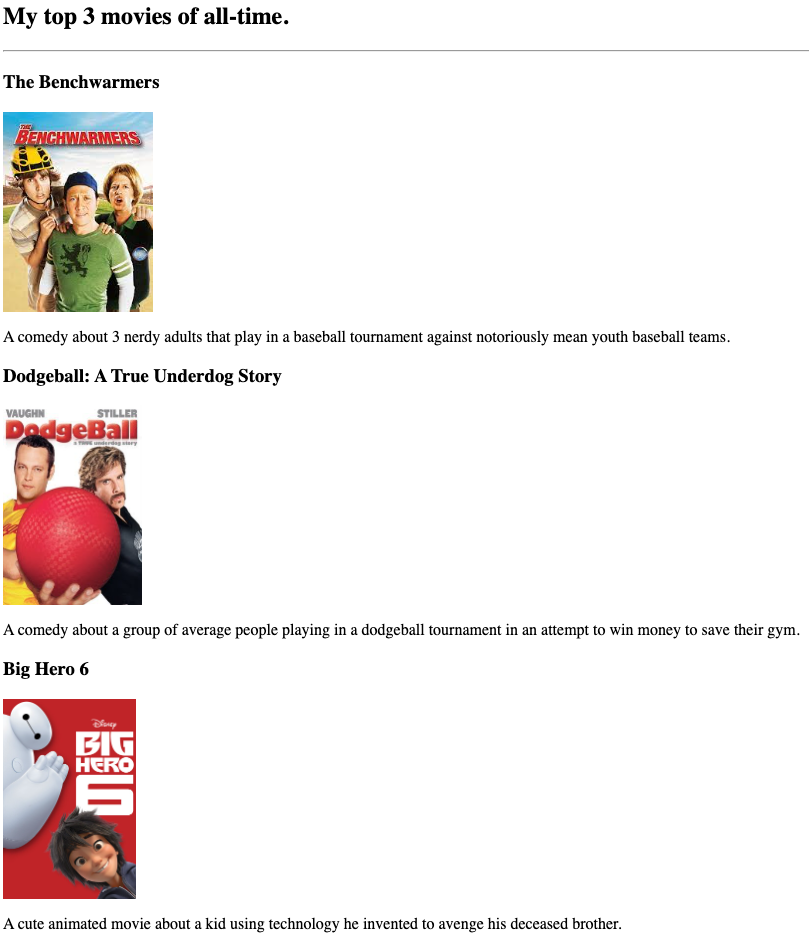 My top 3 movies of all-time.
The Benchwarmers
THE
BENCHWARMERS
A comedy about 3 nerdy adults that play in a baseball tournament against notoriously mean youth baseball teams.
Dodgeball: A True Underdog Story
VAUGHN STILLER
DodgeBall
a TRUE underdog story
A comedy about a group of average people playing in a dodgeball tournament in an attempt to win money to save their gym.
Big Hero 6
Disney
BIG
HERO
6
A cute animated movie about a kid using technology he invented to avenge his deceased brother.